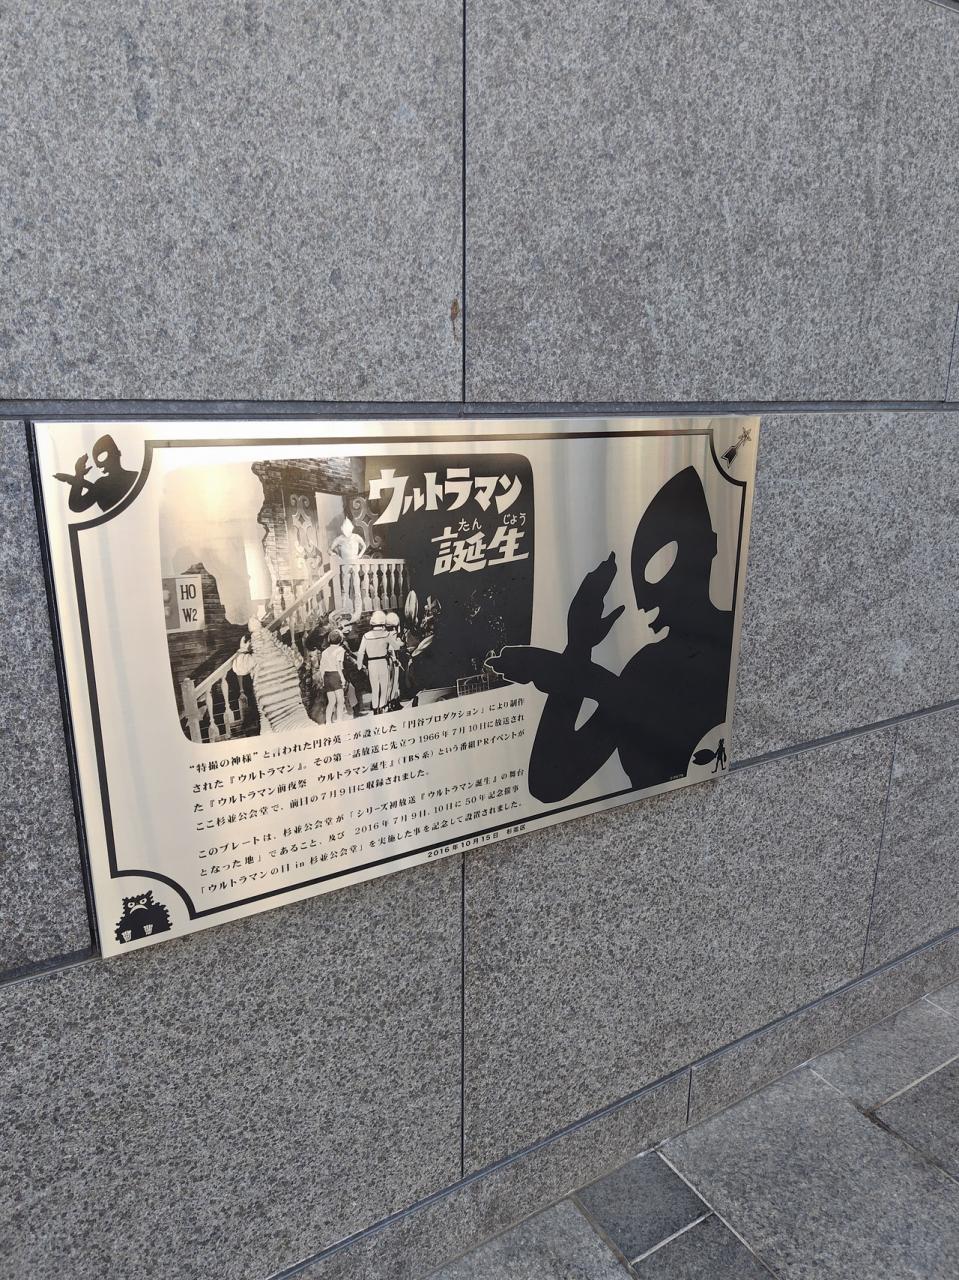 ウルトラマン
たん じょう
誕生
HO
W2
“特撮の神様”と言われた円谷英二が設立した「円谷プロダクション」により制作
された『ウルトラマン』。その第一話放送に先立つ1966年7月10日に放送され
た『ウルトラマン前夜祭 ウルトラマン誕生』(TBS系)という番組PRイベントが
ここ杉並公会堂で、前日の7月9日に収録されました。
このプレートは、杉並公会堂が「シリーズ初放送『ウルトラマン誕生』の舞台
となった地」であること、及び 2016年7月9日、10日に50年記念催事
「ウルトラマンの日 in 杉並公会堂」を実施した事を記念して設置されました。
2016年10月15日 杉並区